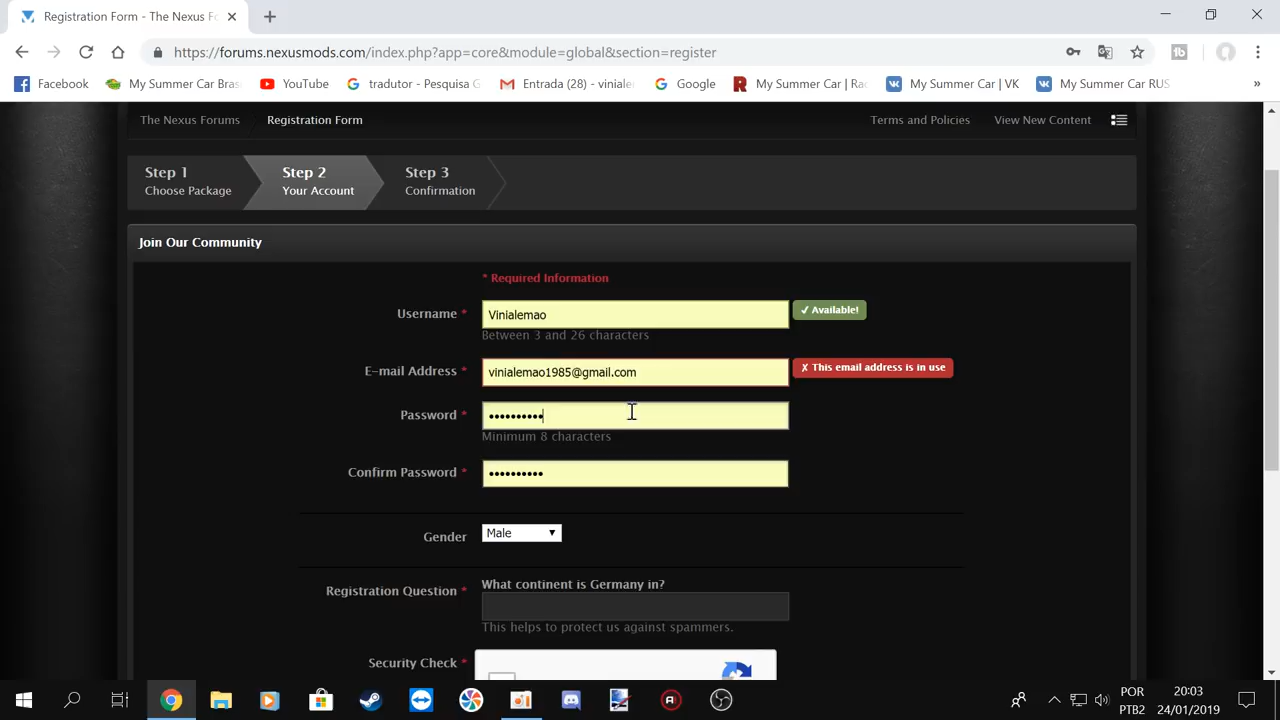 Registration Form - The Nexus Fo
https://forums.nexusmods.com/index.php?app=core&module=global&section=register
Facebook
My Summer Car Bras
YouTube
tradutor - Pesquisa G
Entrada (28) - viniale
Google
My Summer Car | Rac
My Summer Car | VK
My Summer Car RUS
»
The Nexus Forums
Registration Form
Terms and Policies
View New Content
Step 1
Choose Package
Step 2
Your Account
Step 3
Confirmation
Join Our Community
* Required Information
Username *
Vinialemao
✓ Available!
Between 3 and 26 characters
E-mail Address *
vinialemao1985@gmail.com
✗ This email address is in use
Password *
••••••••••
Minimum 8 characters
Confirm Password *
••••••••••
Gender
Male
Registration Question *
What continent is Germany in?
This helps to protect us against spammers.
Security Check *
POR
PTB2
20:03
24/01/2019